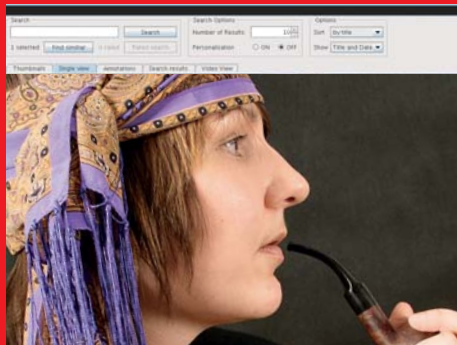 Search
Search
1 selected Find similar
Search Options
Number of Results:
Personalization ON OFF
Options
Sort by title
Show Title and Date
Thumbnails Single view Annotations Search results Video View